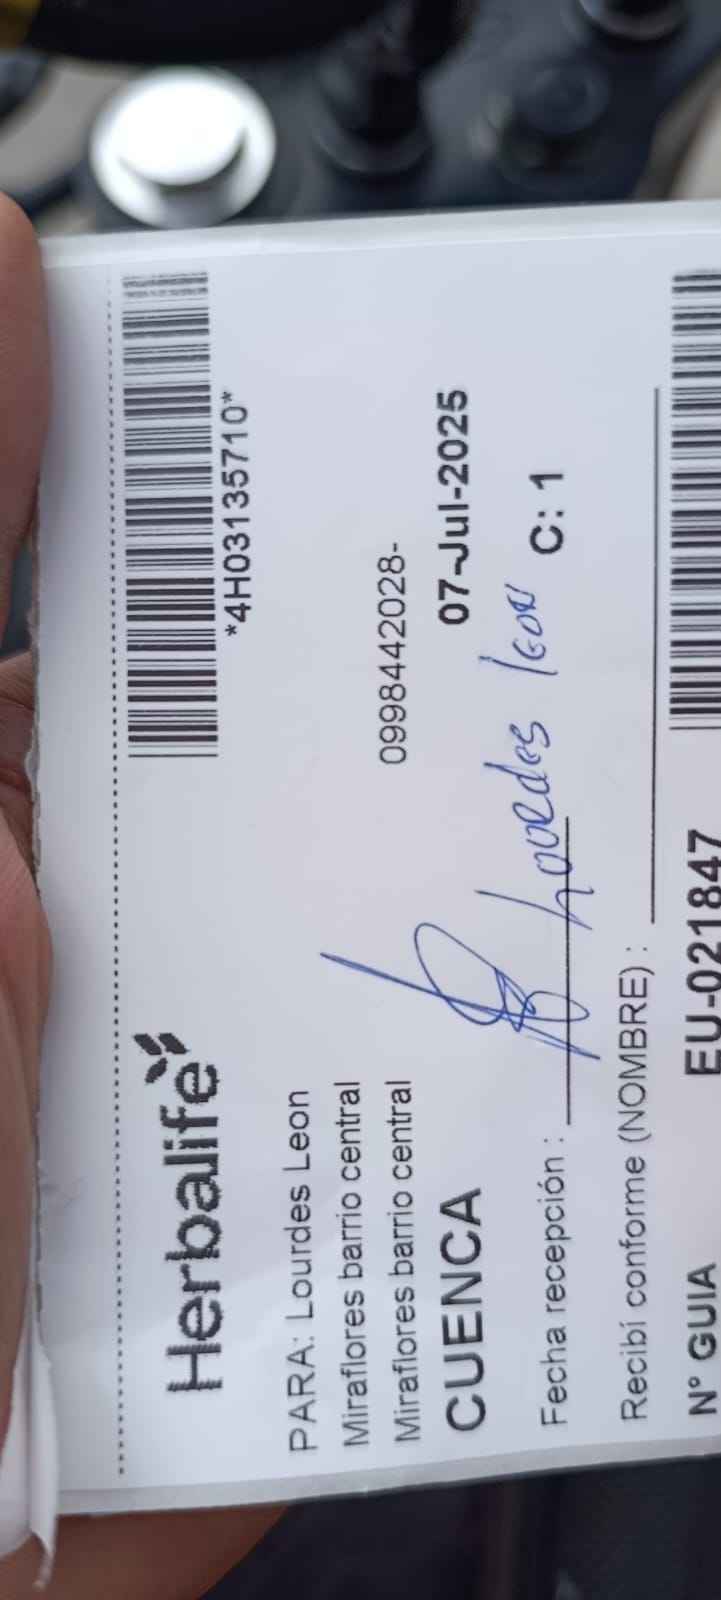 *4H03135710*
Herbalife
PARA: Lourdes Leon
Miraflores barrio central
Miraflores barrio central 0998442028-
CUENCA 07-Jul-2025
Fecha recepción : Lourdes leon C: 1
Recibí conforme (NOMBRE) :
N° GUIA EU-021847